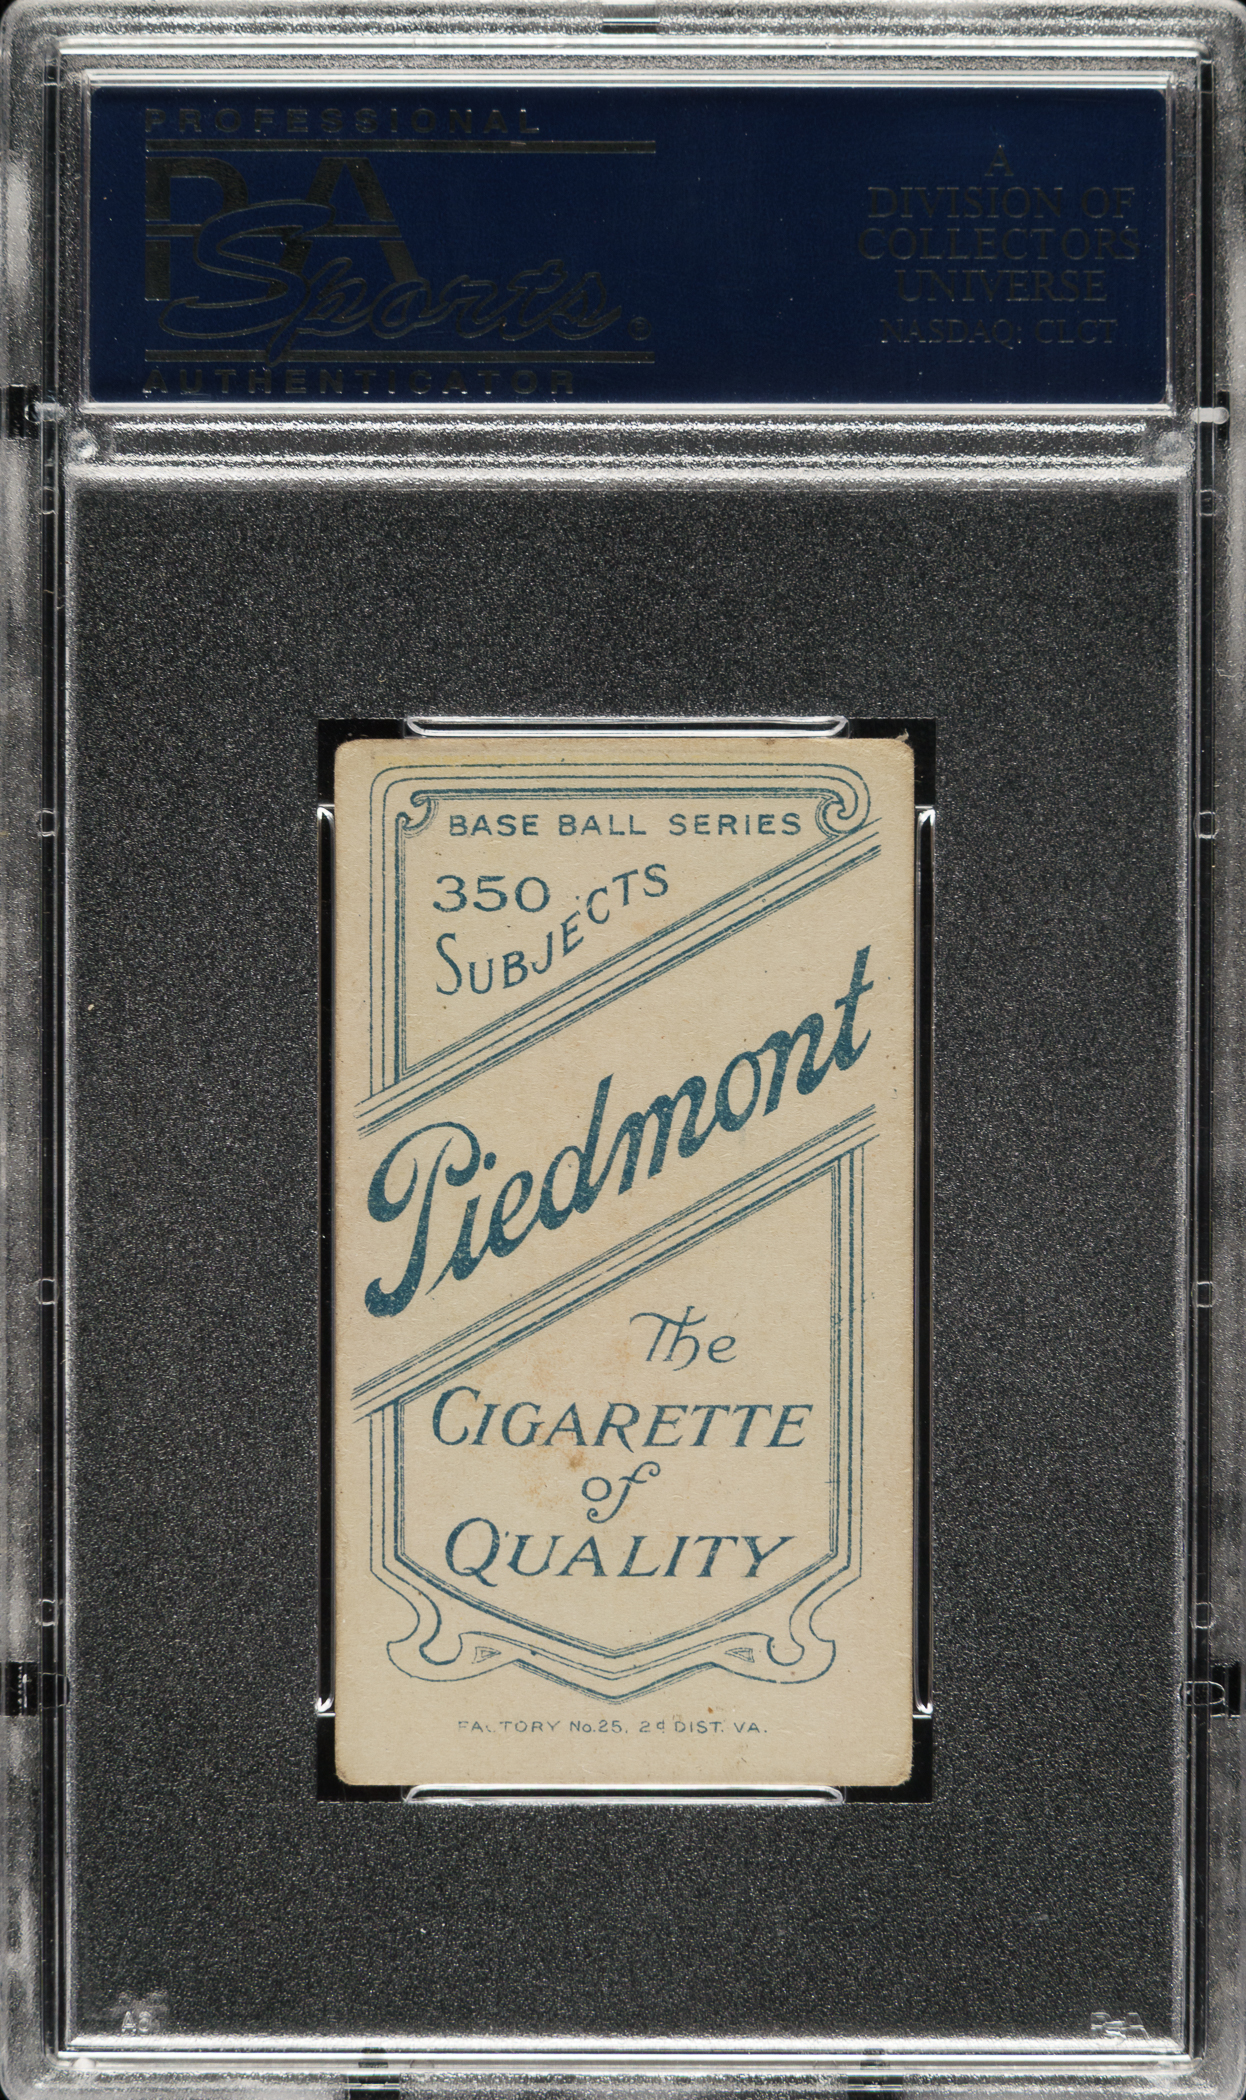 PROFESSIONAL
PSA
Sports
AUTHENTICATOR
A
DIVISION OF
COLLECTORS
UNIVERSE
NASDAQ: CLCT
BASE BALL SERIES
350
SUBJECTS
Piedmont
The
CIGARETTE
of
QUALITY
FACTORY No. 25, 2d DIST. VA.
PSA